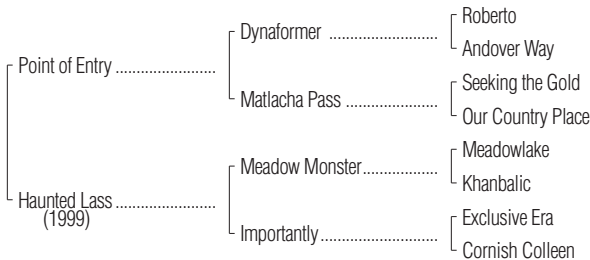 Roberto
Dynaformer ....................
Andover Way
Point of Entry ........................
Seeking the Gold
Matlacha Pass ......................
Our Country Place
Meadowlake
Meadow Monster..................
Khanbalic
Haunted Lass ........................
(1999)
Exclusive Era
Importantly............................
Cornish Colleen